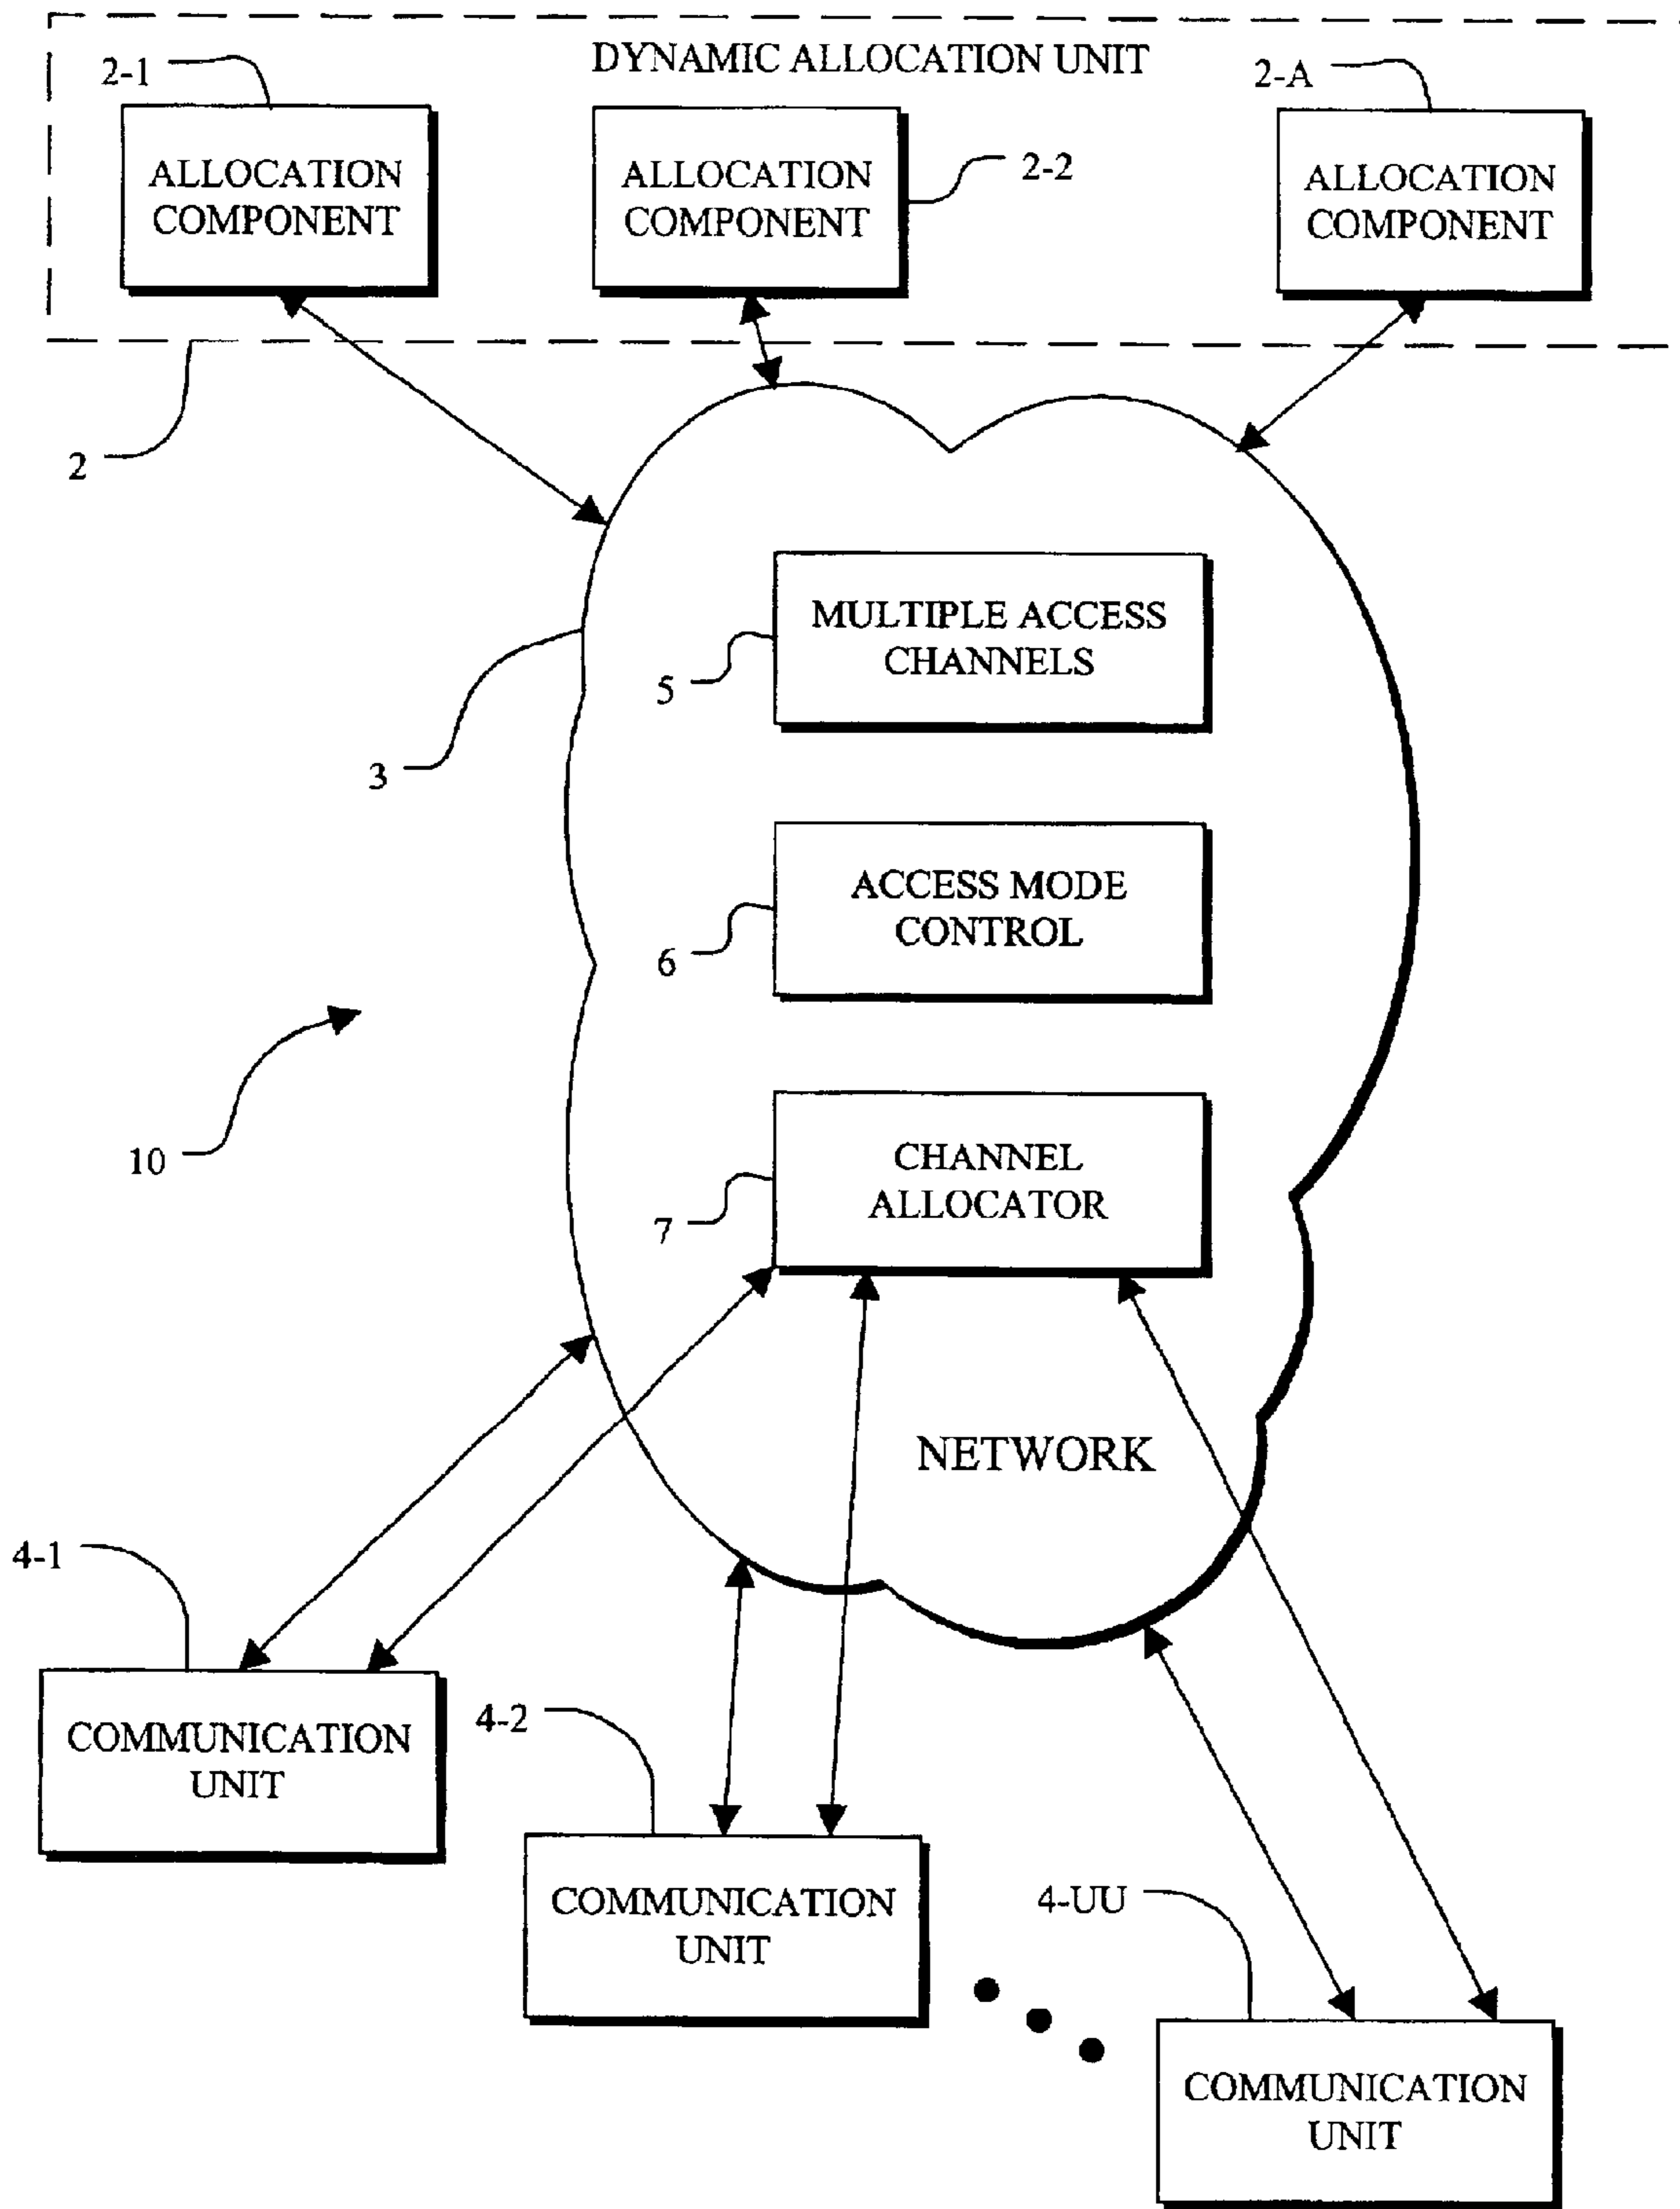 DYNAMIC ALLOCATION UNIT
2-1
2-A
ALLOCATION
COMPONENT
ALLOCATION
COMPONENT
2-2
ALLOCATION
COMPONENT
2
MULTIPLE ACCESS
CHANNELS
5
3
ACCESS MODE
CONTROL
6
10
CHANNEL
ALLOCATOR
7
NETWORK
4-1
COMMUNICATION
UNIT
4-2
COMMUNICATION
UNIT
4-UU
COMMUNICATION
UNIT